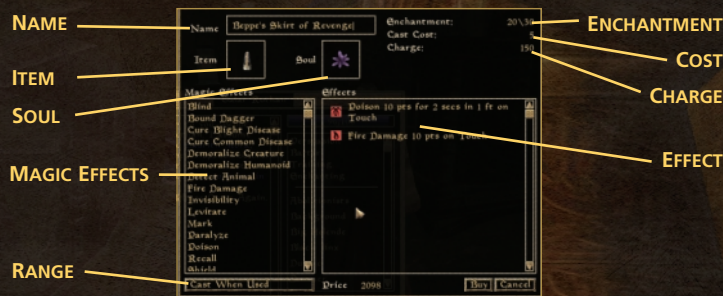 NAME
ITEM
SOUL
MAGIC EFFECTS
RANGE
Name Beppe's Skirt of Revenge
Item Soul
Enchantment: 20\30
Cast Cost: 5
Charge: 150
Magic Effects
Blind
Bound Dagger
Cure Blight Disease
Cure Common Disease
Demoralize Creature
Demoralize Humanoid
Detect Animal
Fire Damage
Invisibility
Levitate
Mark
Paralyze
Poison
Recall
Shield
Effects
Poison 10 pts for 2 secs in 1 ft on
Touch
Fire Damage 10 pts on Touch
Cast When Used
Price 2098
Buy Cancel
ENCHANTMENT
COST
CHARGE
EFFECT